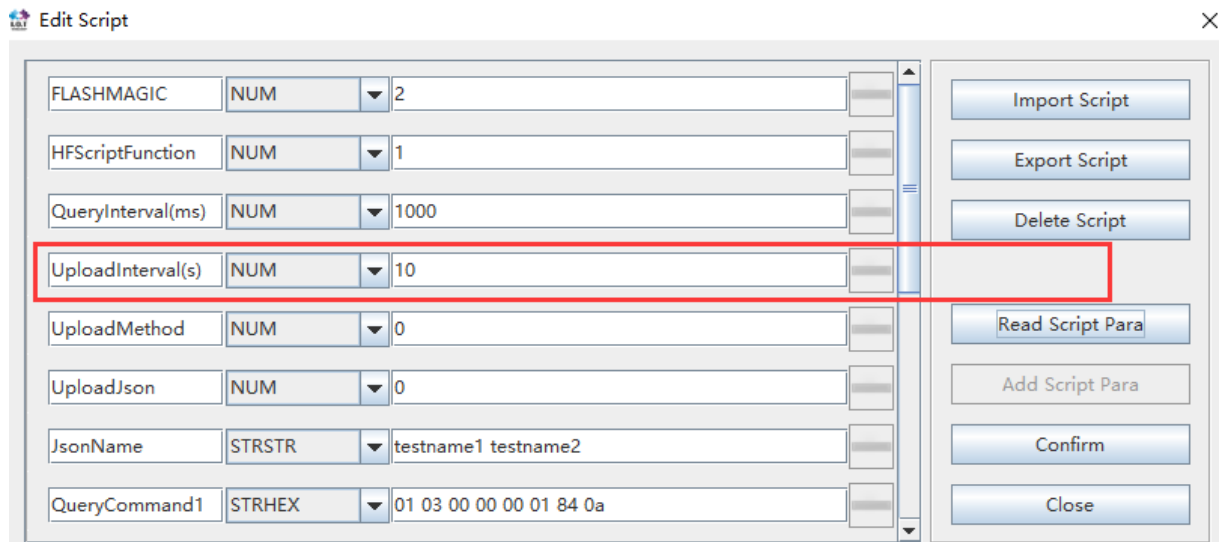 Edit Script
FLASHMAGIC NUM 2
Import Script
HFScriptFunction NUM 1
Export Script
QueryInterval(ms) NUM 1000
Delete Script
UploadInterval(s) NUM 10
UploadMethod NUM 0
Read Script Para
UploadJson NUM 0
Add Script Para
JsonName STRSTR testname1 testname2
Confirm
QueryCommand1 STRHEX 01 03 00 00 00 01 84 0a
Close